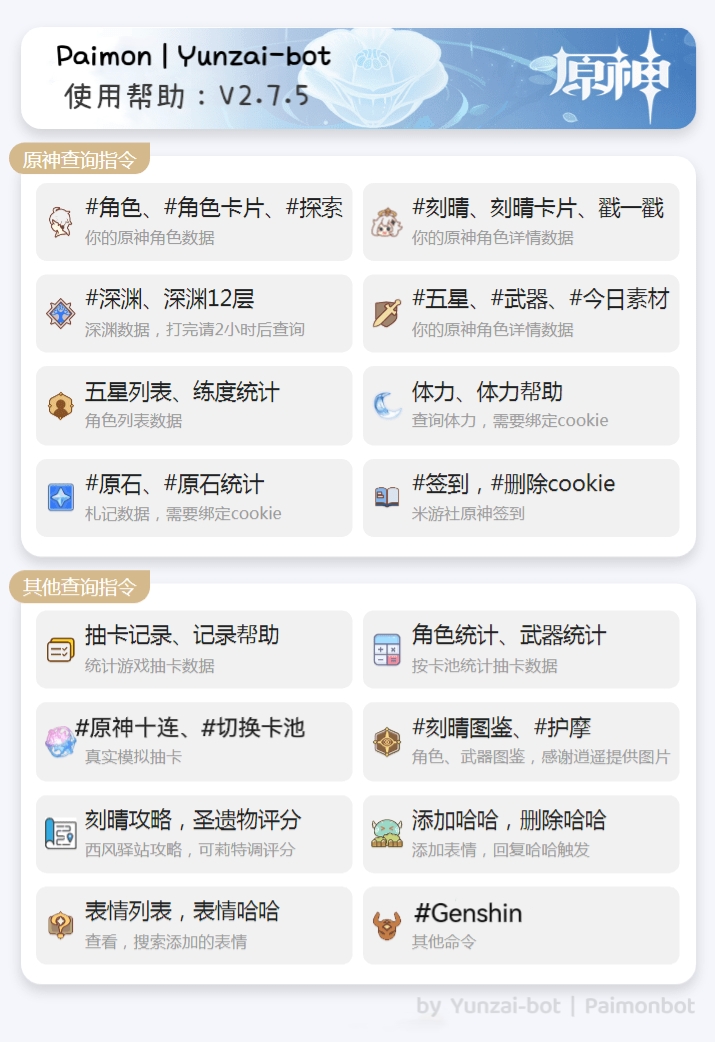 Paimon | Yunzai-bot
使用帮助：V2.7.5
原神
原神查询指令
#角色、#角色卡片、#探索
你的原神角色数据
#刻晴、刻晴卡片、戳一戳
你的原神角色详情数据
#深渊、深渊12层
深渊数据，打完请2小时后查询
#五星、#武器、#今日素材
你的原神角色详情数据
五星列表、练度统计
角色列表数据
体力、体力帮助
查询体力，需要绑定cookie
#原石、#原石统计
札记数据，需要绑定cookie
#签到，#删除cookie
米游社原神签到
其他查询指令
抽卡记录、记录帮助
统计游戏抽卡数据
角色统计、武器统计
按卡池统计抽卡数据
#原神十连、#切换卡池
真实模拟抽卡
#刻晴图鉴、#护摩
角色、武器图鉴，感谢逍遥提供图片
刻晴攻略，圣遗物评分
西风驿站攻略，可莉特调评分
添加哈哈，删除哈哈
添加表情，回复哈哈触发
表情列表，表情哈哈
查看，搜索添加的表情
#Genshin
其他命令
by Yunzai-bot | Paimonbot